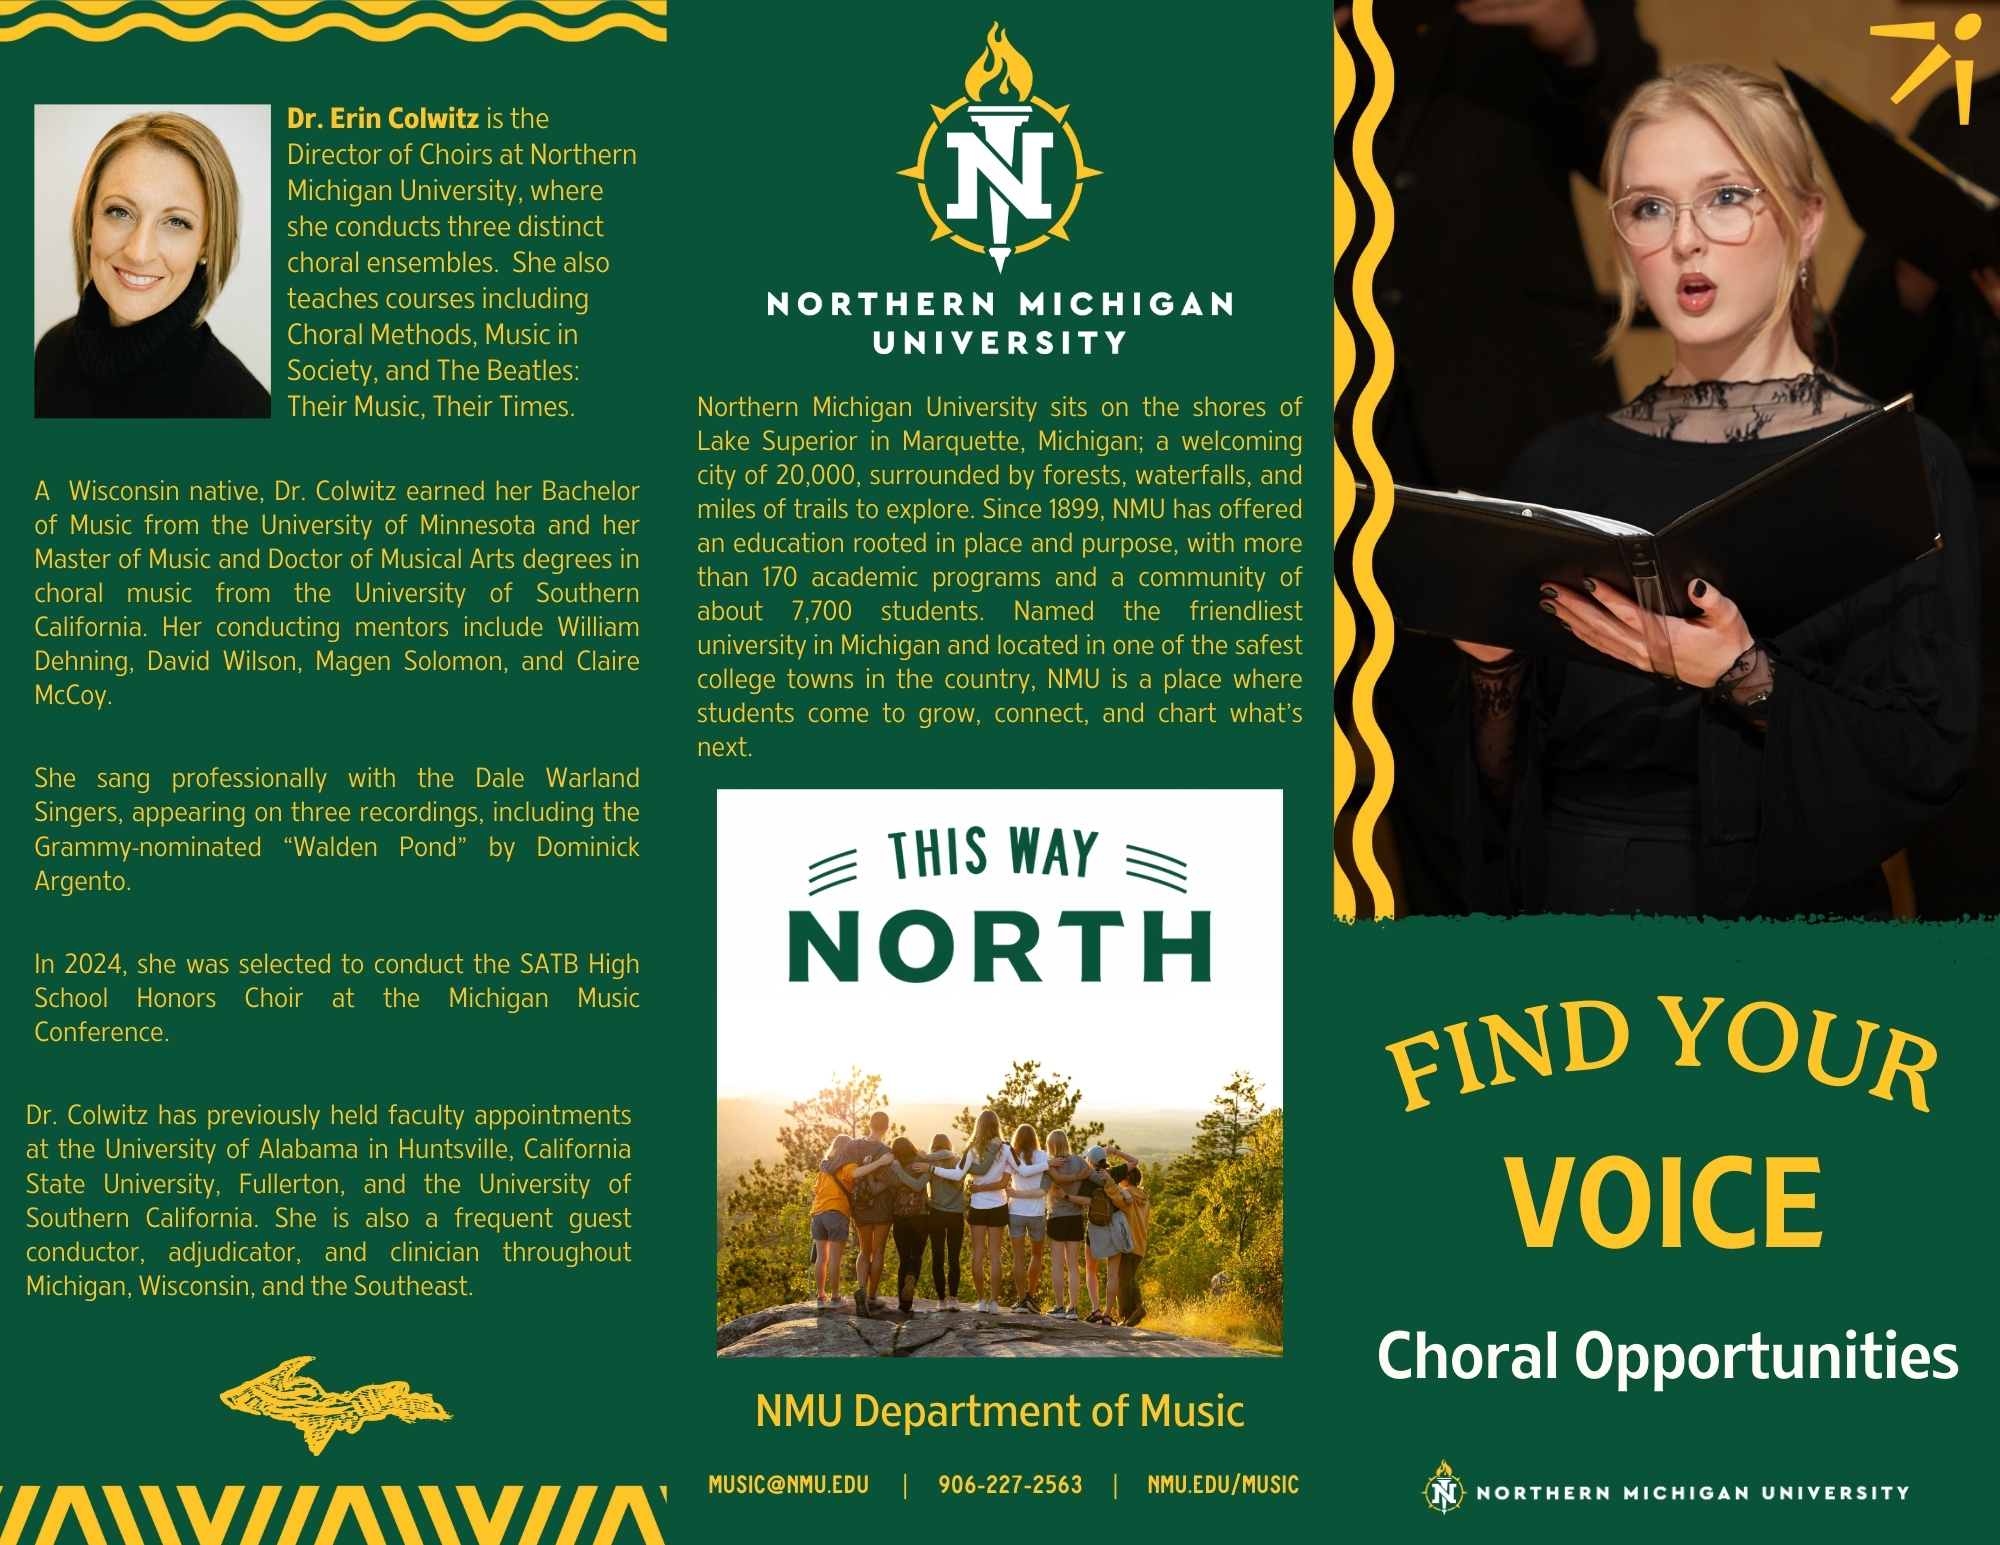 Dr. Erin Colwitz is the
Director of Choirs at Northern
Michigan University, where
she conducts three distinct
choral ensembles.  She also
teaches courses including
Choral Methods, Music in
Society, and The Beatles:
Their Music, Their Times.
A  Wisconsin native, Dr. Colwitz earned her Bachelor
of Music from the University of Minnesota and her
Master of Music and Doctor of Musical Arts degrees in
choral music from the University of Southern
California. Her conducting mentors include William
Dehning, David Wilson, Magen Solomon, and Claire
McCoy.
She sang professionally with the Dale Warland
Singers, appearing on three recordings, including the
Grammy-nominated “Walden Pond” by Dominick
Argento.
In 2024, she was selected to conduct the SATB High
School Honors Choir at the Michigan Music
Conference.
Dr. Colwitz has previously held faculty appointments
at the University of Alabama in Huntsville, California
State University, Fullerton, and the University of
Southern California. She is also a frequent guest
conductor, adjudicator, and clinician throughout
Michigan, Wisconsin, and the Southeast.
N
NORTHERN MICHIGAN
UNIVERSITY
Northern Michigan University sits on the shores of
Lake Superior in Marquette, Michigan; a welcoming
city of 20,000, surrounded by forests, waterfalls, and
miles of trails to explore. Since 1899, NMU has offered
an education rooted in place and purpose, with more
than 170 academic programs and a community of
about 7,700 students. Named the friendliest
university in Michigan and located in one of the safest
college towns in the country, NMU is a place where
students come to grow, connect, and chart what’s
next.
THIS WAY
NORTH
NMU Department of Music
MUSIC@NMU.EDU | 906-227-2563 | NMU.EDU/MUSIC
FIND YOUR
VOICE
Choral Opportunities
N NORTHERN MICHIGAN UNIVERSITY